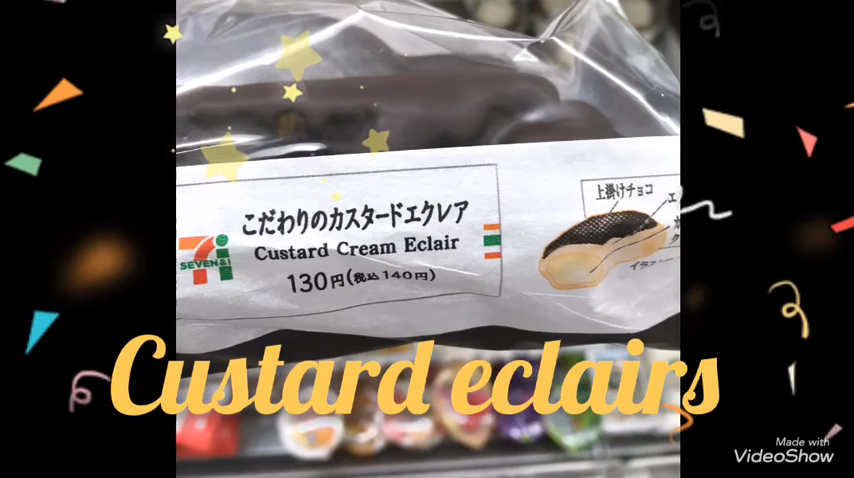 上掛けチョコ
こだわりのカスタードエクレア
Custard Cream Eclair
SEVEN&i
130円(税込140円)
Custard eclairs
Made with
VideoShow